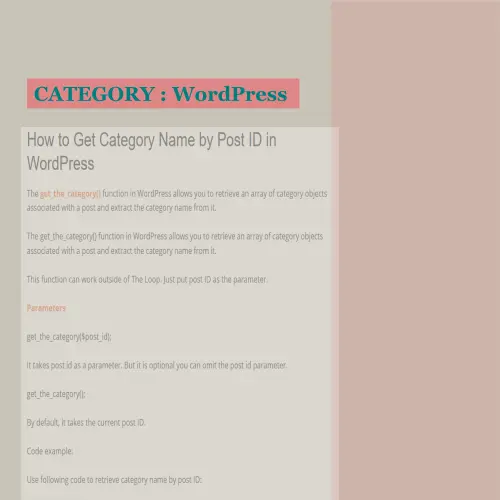 CATEGORY : WordPress
How to Get Category Name by Post ID in
WordPress
The get_the_category() function in WordPress allows you to retrieve an array of category objects
associated with a post and extract the category name from it.
The get_the_category() function in WordPress allows you to retrieve an array of category objects
associated with a post and extract the category name from it.
This function can work outside of The Loop. Just put post ID as the parameter.
Paremeters
get_the_category($post_id);
It takes post id as a parameter. But it is optional you can omit the post id parameter.
get_the_category();
By default, it takes the current post ID.
Code example:
Use following code to retrieve category name by post ID: